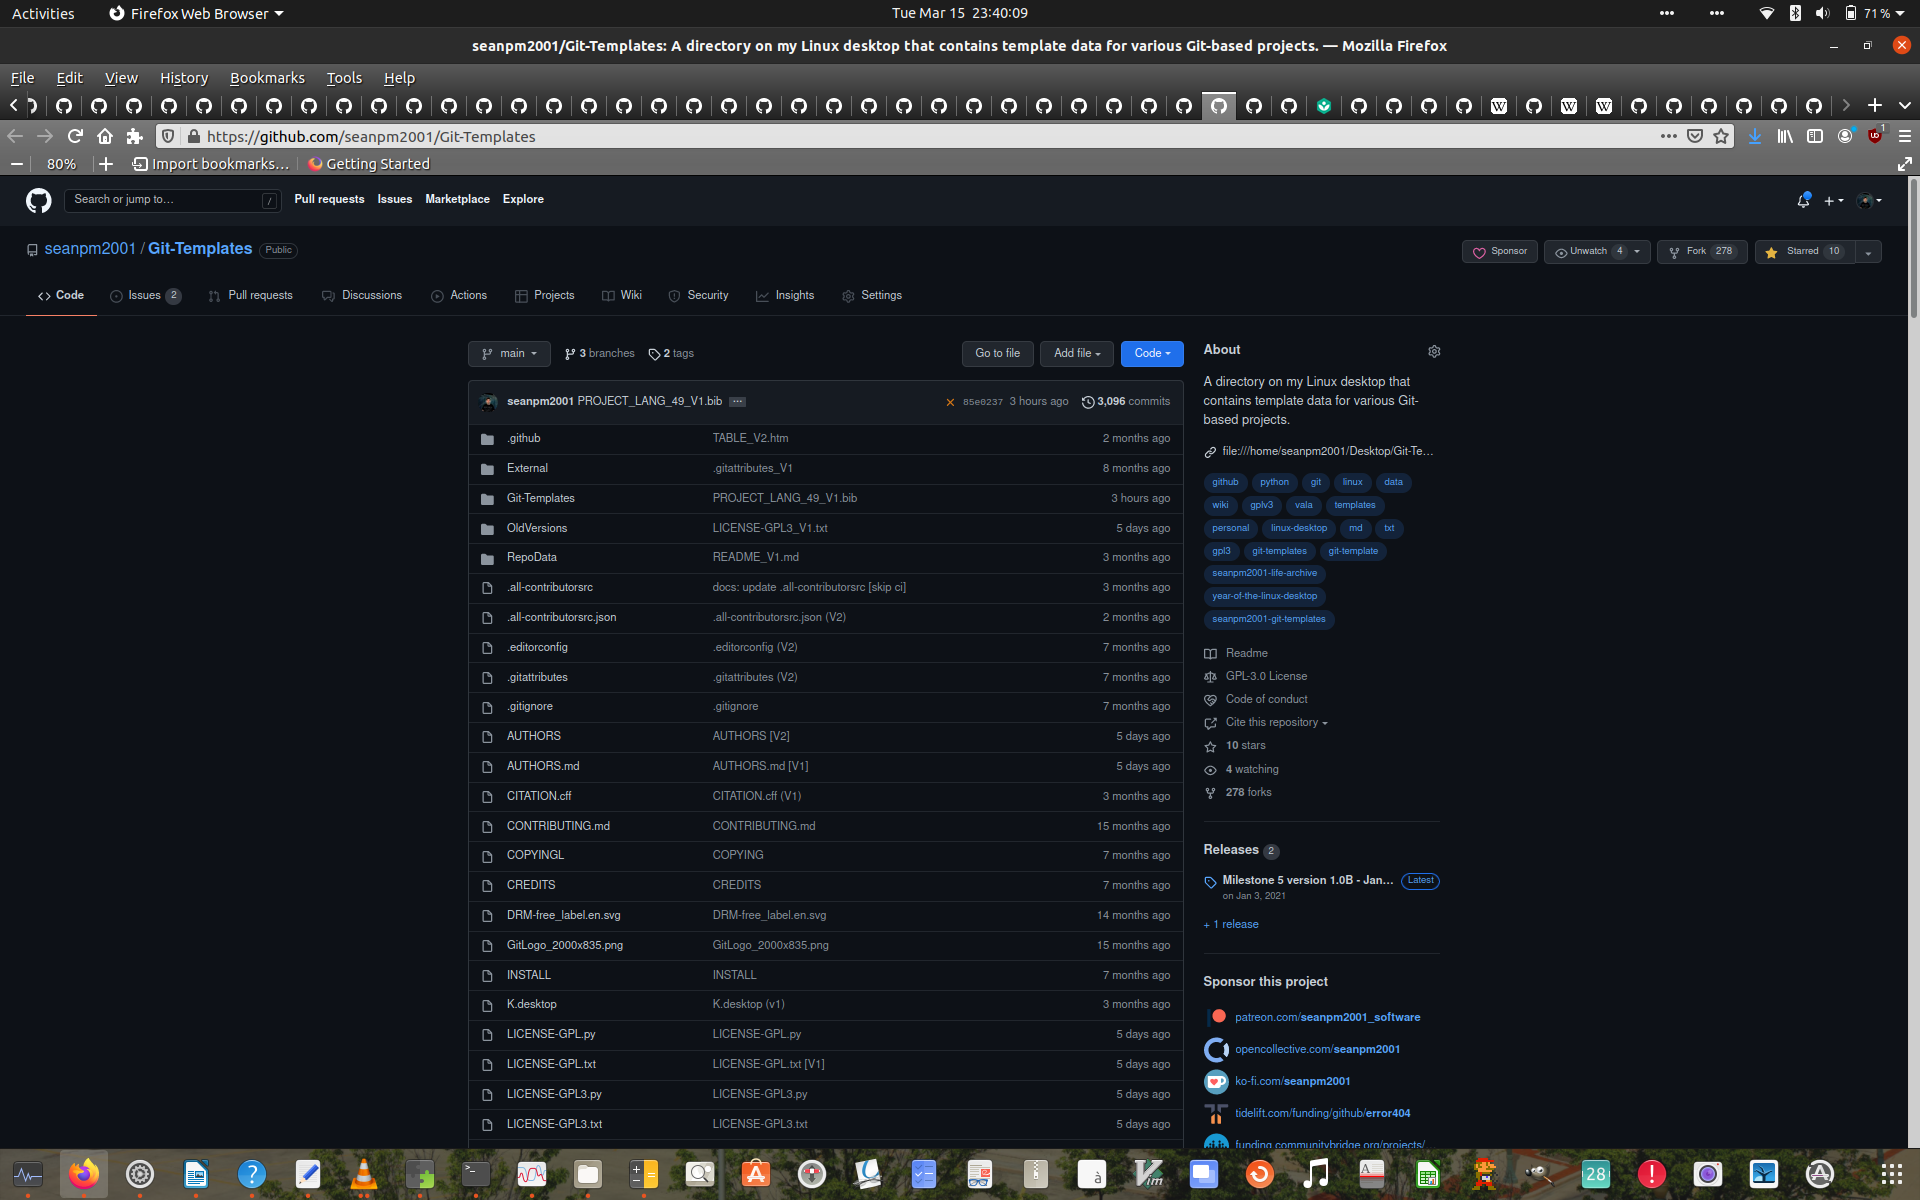 Activities Firefox Web Browser Tue Mar 15 23:40:09 71 %
seanpm2001/Git-Templates: A directory on my Linux desktop that contains template data for various Git-based projects. — Mozilla Firefox
File Edit View History Bookmarks Tools Help
https://github.com/seanpm2001/Git-Templates
80% Import bookmarks… Getting Started
Search or jump to… / Pull requests Issues Marketplace Explore
seanpm2001 / Git-Templates Public Sponsor Unwatch 4 Fork 278 Starred 10
Code Issues 2 Pull requests Discussions Actions Projects Wiki Security Insights Settings
main 3 branches 2 tags Go to file Add file Code
seanpm2001 PROJECT_LANG_49_V1.bib ... 85e0237 3 hours ago 3,096 commits
.github TABLE_V2.htm 2 months ago
External .gitattributes_V1 8 months ago
Git-Templates PROJECT_LANG_49_V1.bib 3 hours ago
OldVersions LICENSE-GPL3_V1.txt 5 days ago
RepoData README_V1.md 3 months ago
.all-contributorsrc docs: update .all-contributorsrc [skip ci] 3 months ago
.all-contributorsrc.json .all-contributorsrc.json (V2) 2 months ago
.editorconfig .editorconfig (V2) 7 months ago
.gitattributes .gitattributes (V2) 7 months ago
.gitignore .gitignore 7 months ago
AUTHORS AUTHORS [V2] 5 days ago
AUTHORS.md AUTHORS.md [V1] 5 days ago
CITATION.cff CITATION.cff (V1) 3 months ago
CONTRIBUTING.md CONTRIBUTING.md 15 months ago
COPYINGL COPYING 7 months ago
CREDITS CREDITS 7 months ago
DRM-free_label.en.svg DRM-free_label.en.svg 14 months ago
GitLogo_2000x835.png GitLogo_2000x835.png 15 months ago
INSTALL INSTALL 7 months ago
K.desktop K.desktop (v1) 3 months ago
LICENSE-GPL.py LICENSE-GPL.py 5 days ago
LICENSE-GPL.txt LICENSE-GPL.txt [V1] 5 days ago
LICENSE-GPL3.py LICENSE-GPL3.py 5 days ago
LICENSE-GPL3.txt LICENSE-GPL3.txt 5 days ago
About
A directory on my Linux desktop that
contains template data for various Git-
based projects.
file:///home/seanpm2001/Desktop/Git-Te…
github python git linux data
wiki gplv3 vala templates
personal linux-desktop md txt
gpl3 git-templates git-template
seanpm2001-life-archive
year-of-the-linux-desktop
seanpm2001-git-templates
Readme
GPL-3.0 License
Code of conduct
Cite this repository
10 stars
4 watching
278 forks
Releases 2
Milestone 5 version 1.0B - Jan… Latest
on Jan 3, 2021
+ 1 release
Sponsor this project
patreon.com/seanpm2001_software
opencollective.com/seanpm2001
ko-fi.com/seanpm2001
tidelift.com/funding/github/error404
funding.communitybridge.org/projects/
28